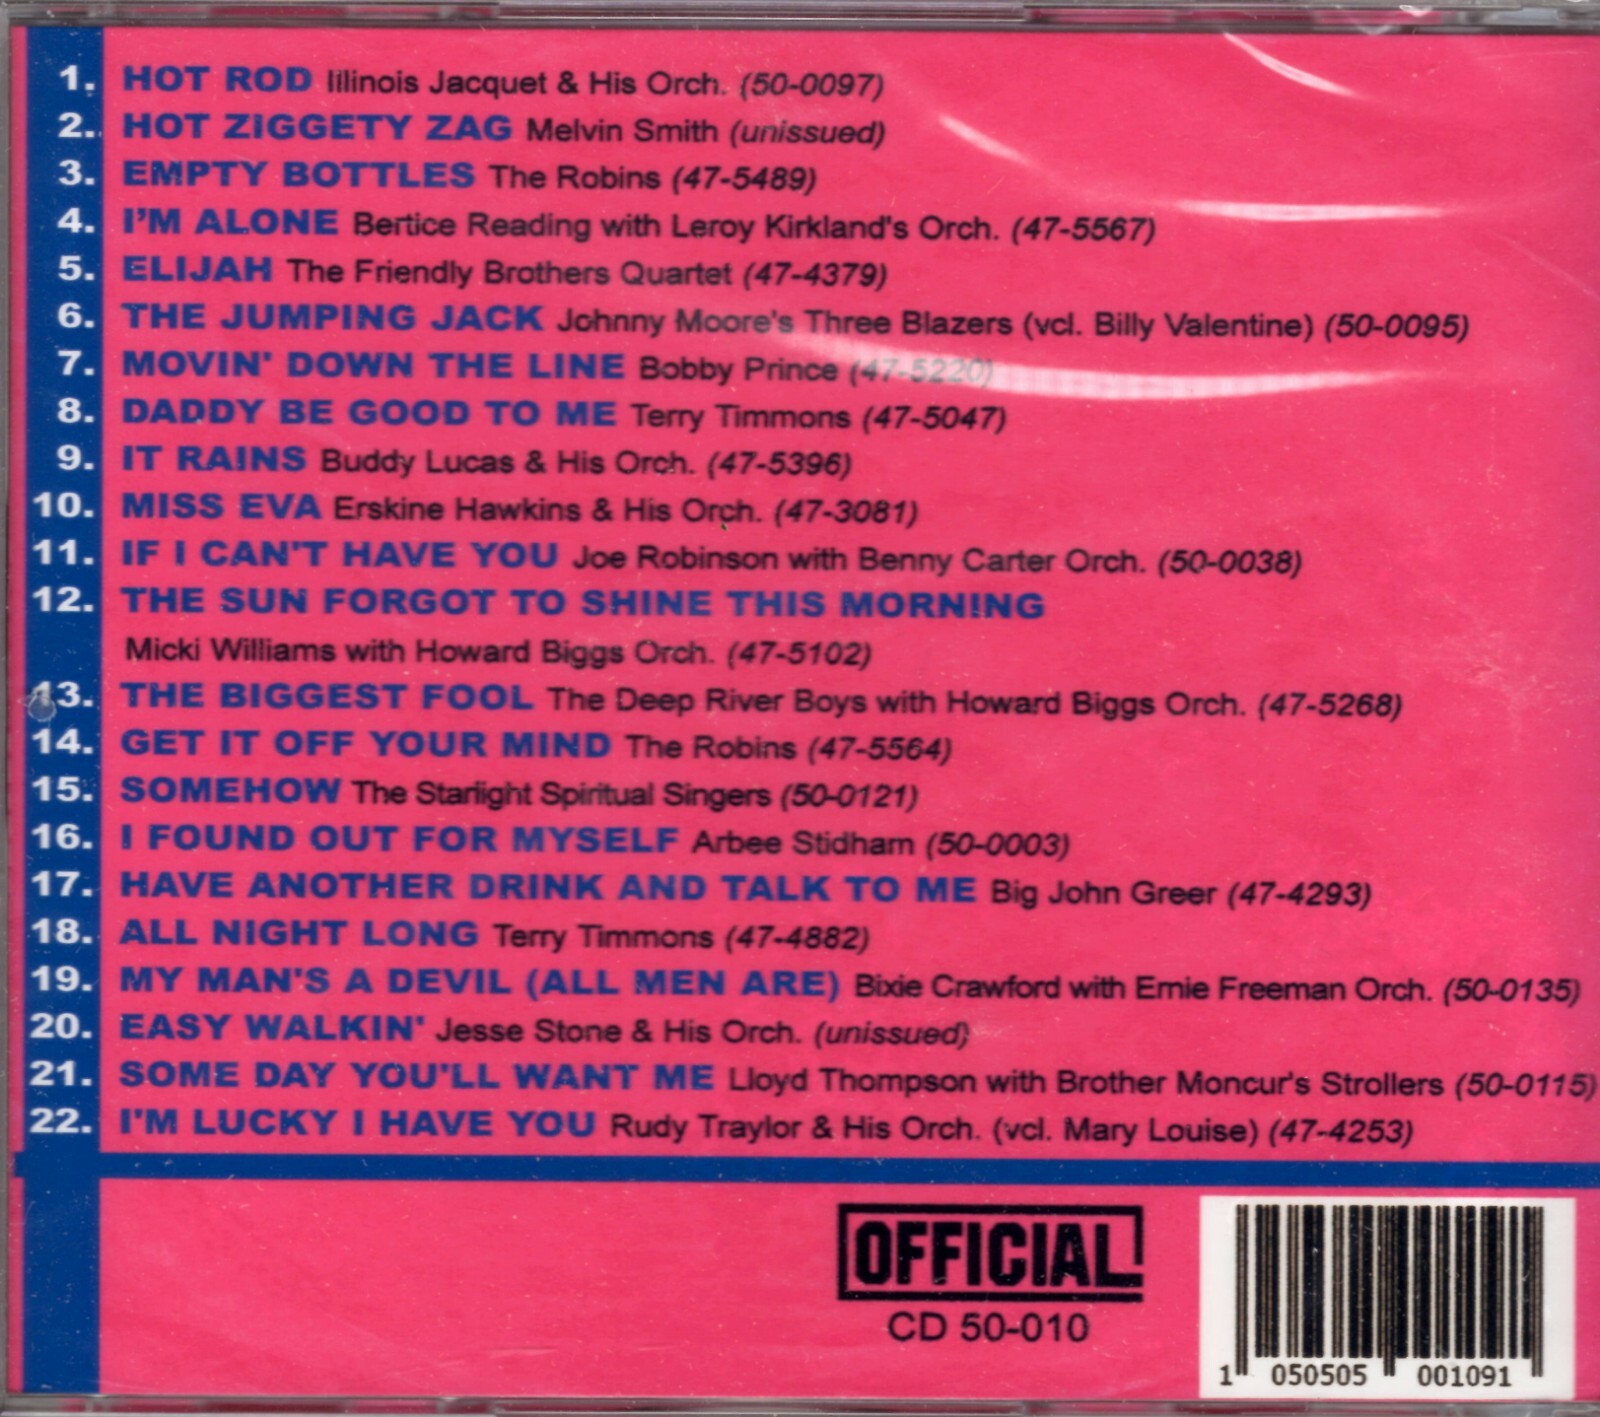 1. HOT ROD Illinois Jacquet & His Orch. (50-0097)
2. HOT ZIGGETY ZAG Melvin Smith (unissued)
3. EMPTY BOTTLES The Robins (47-5489)
4. I'M ALONE Bertice Reading with Leroy Kirkland's Orch. (47-5567)
5. ELIJAH The Friendly Brothers Quartet (47-4379)
6. THE JUMPING JACK Johnny Moore's Three Blazers (vcl. Billy Valentine) (50-0095)
7. MOVIN' DOWN THE LINE Bobby Prince (47-5220)
8. DADDY BE GOOD TO ME Terry Timmons (47-5047)
9. IT RAINS Buddy Lucas & His Orch. (47-5396)
10. MISS EVA Erskine Hawkins & His Orch. (47-3081)
11. IF I CAN'T HAVE YOU Joe Robinson with Benny Carter Orch. (50-0038)
12. THE SUN FORGOT TO SHINE THIS MORNING
Micki Williams with Howard Biggs Orch. (47-5102)
13. THE BIGGEST FOOL The Deep River Boys with Howard Biggs Orch. (47-5268)
14. GET IT OFF YOUR MIND The Robins (47-5564)
15. SOMEHOW The Starlight Spiritual Singers (50-0121)
16. I FOUND OUT FOR MYSELF Arbee Stidham (50-0003)
17. HAVE ANOTHER DRINK AND TALK TO ME Big John Greer (47-4293)
18. ALL NIGHT LONG Terry Timmons (47-4882)
19. MY MAN'S A DEVIL (ALL MEN ARE) Bixie Crawford with Ernie Freeman Orch. (50-0135)
20. EASY WALKIN' Jesse Stone & His Orch. (unissued)
21. SOME DAY YOU'LL WANT ME Lloyd Thompson with Brother Moncur's Strollers (50-0115)
22. I'M LUCKY I HAVE YOU Rudy Traylor & His Orch. (vcl. Mary Louise) (47-4253)
OFFICIAL
CD 50-010
1 050505 001091